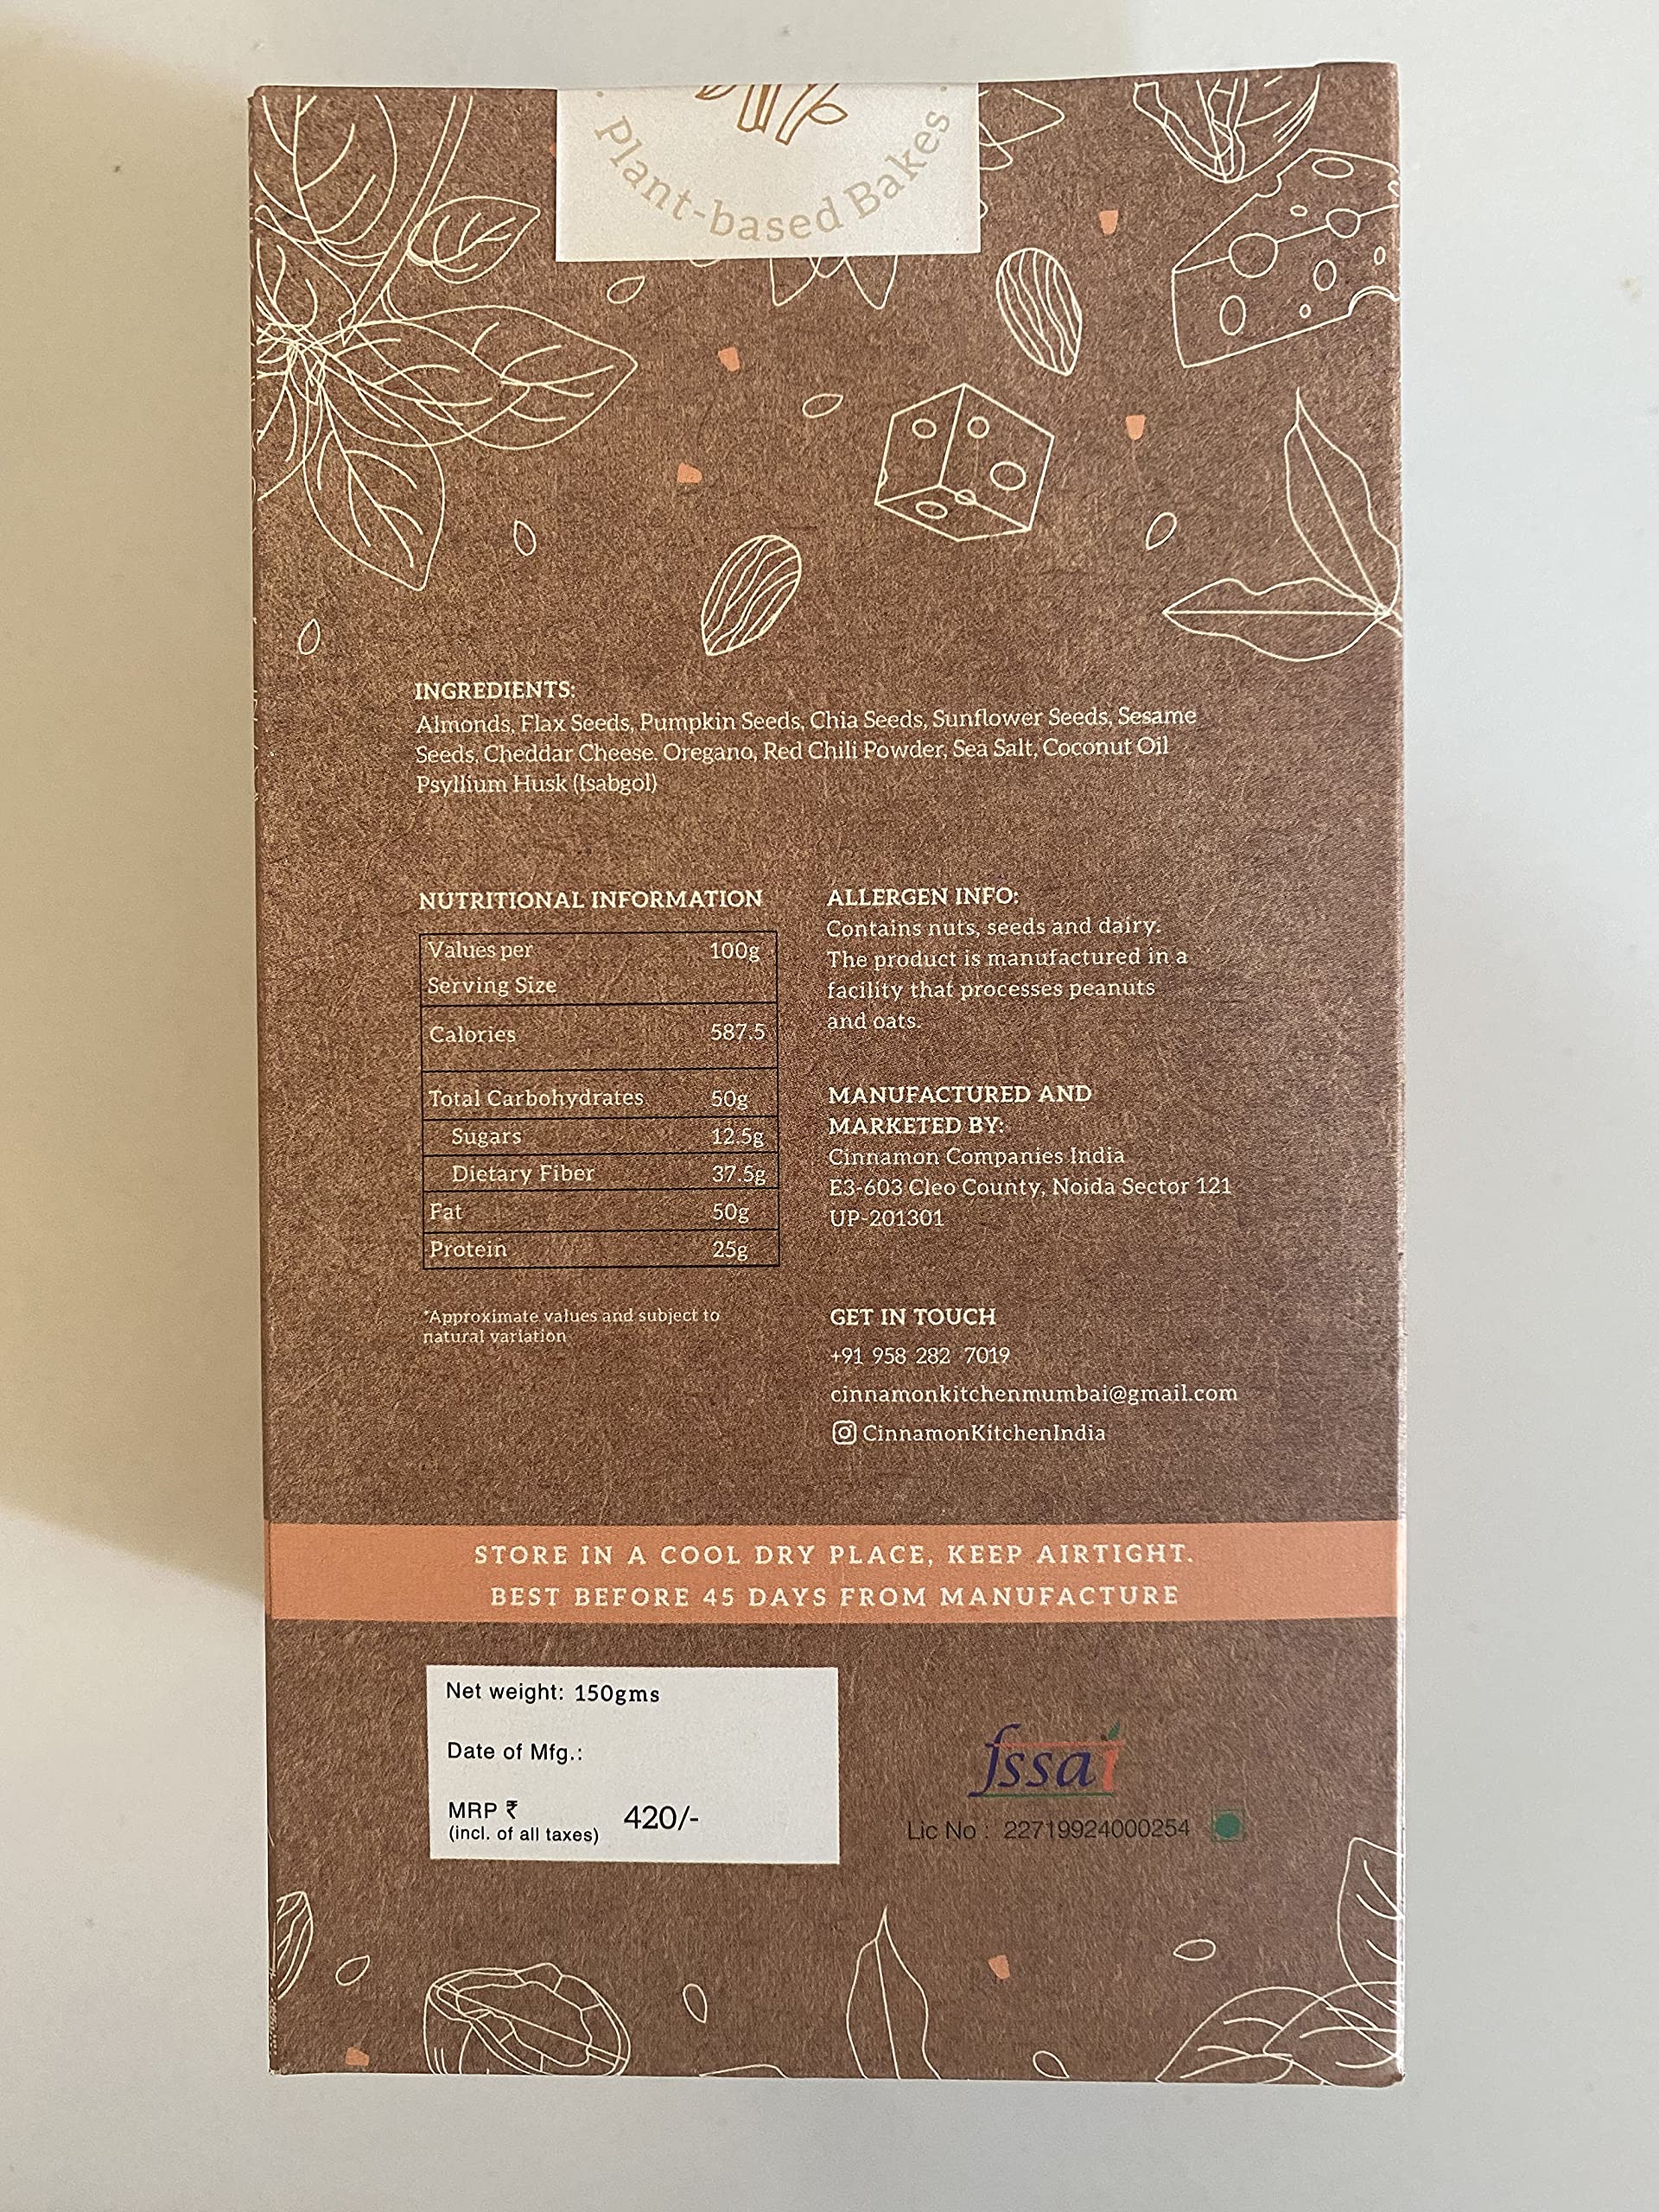 Plant-based Bakes
INGREDIENTS:
Almonds, Flax Seeds, Pumpkin Seeds, Chia Seeds, Sunflower Seeds, Sesame
Seeds, Cheddar Cheese. Oregano, Red Chili Powder, Sea Salt, Coconut Oil
Psyllium Husk (Isabgol)
NUTRITIONAL INFORMATION
Values per 100g
Serving Size
Calories 587.5
Total Carbohydrates 50g
Sugars 12.5g
Dietary Fiber 37.5g
Fat 50g
Protein 25g
*Approximate values and subject to
natural variation
ALLERGEN INFO:
Contains nuts, seeds and dairy.
The product is manufactured in a
facility that processes peanuts
and oats.
MANUFACTURED AND
MARKETED BY:
Cinnamon Companies India
E3-603 Cleo County, Noida Sector 121
UP-201301
GET IN TOUCH
+91 958 282 7019
cinnamonkitchenmumbai@gmail.com
CinnamonKitchenIndia
STORE IN A COOL DRY PLACE, KEEP AIRTIGHT.
BEST BEFORE 45 DAYS FROM MANUFACTURE
Net weight: 150gms
Date of Mfg.:
MRP ₹ 420/-
(incl. of all taxes)
fssai
Lic No : 22719924000254